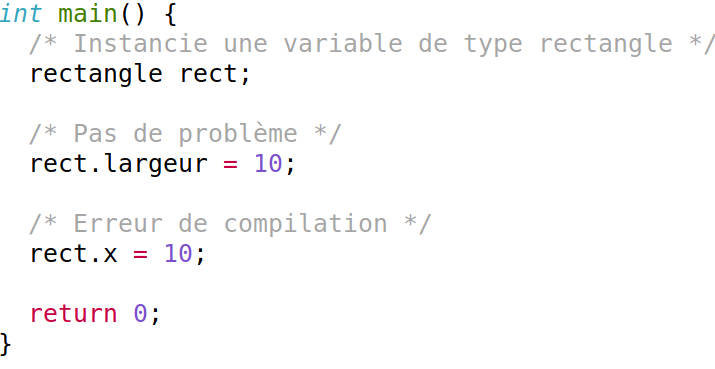 int main() {
  /* Instancie une variable de type rectangle */
  rectangle rect;

  /* Pas de problème */
  rect.largeur = 10;

  /* Erreur de compilation */
  rect.x = 10;

  return 0;
}